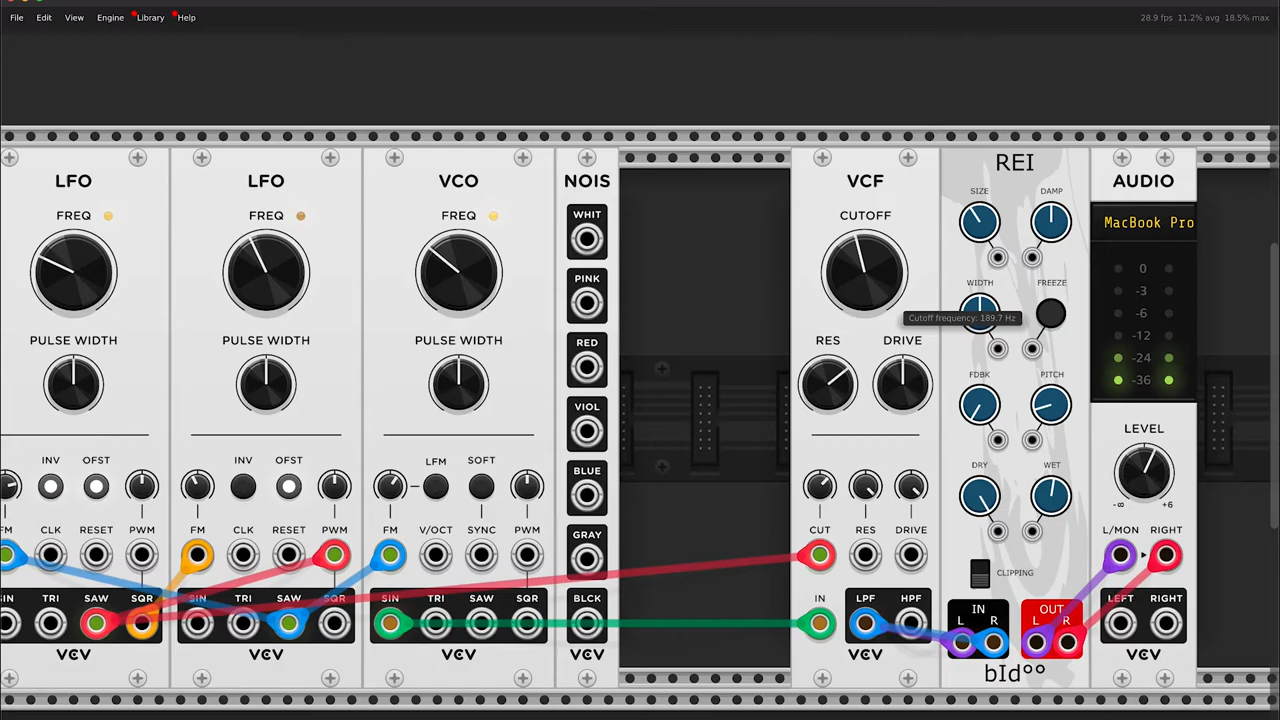 File Edit View Engine Library Help 28.9 fps 11.2% avg 18.5% max
LFO
FREQ
PULSE WIDTH
INV OFST
FM CLK RESET PWM
SIN TRI SAW SQR
VCV
LFO
FREQ
PULSE WIDTH
INV OFST
FM CLK RESET PWM
SIN TRI SAW SQR
VCV
VCO
FREQ
PULSE WIDTH
LFM SOFT
FM V/OCT SYNC PWM
SIN TRI SAW SQR
VCV
NOIS
WHIT
PINK
RED
VIOL
BLUE
GRAY
BLCK
VCV
VCF
CUTOFF
Cutoff frequency: 189.7 Hz
RES DRIVE
CUT RES DRIVE
IN LPF HPF
VCV
REI
SIZE DAMP
WIDTH FREEZE
FDBK PITCH
DRY WET
CLIPPING
IN OUT
L R L R
bId°°
AUDIO
MacBook Pro
0
-3
-6
-12
-24
-36
LEVEL
-∞ +6
L/MON RIGHT
LEFT RIGHT
VCV